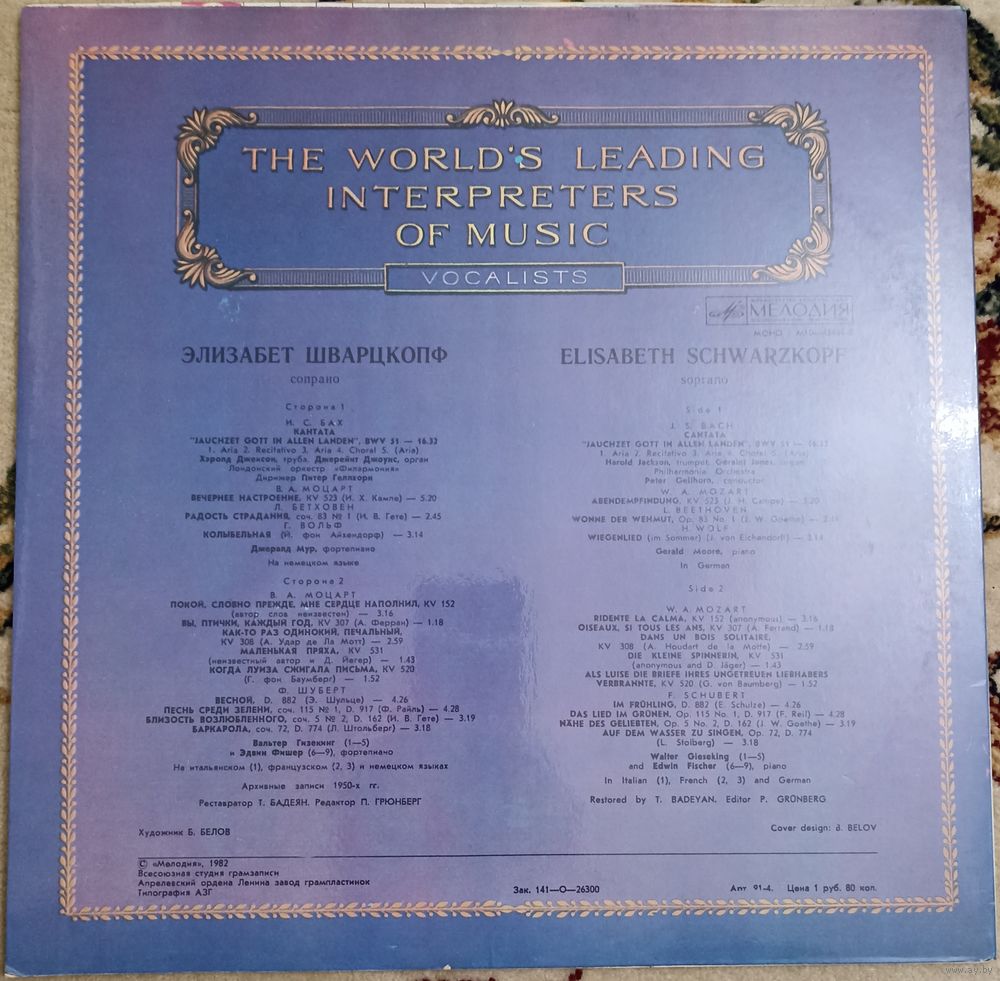 THE WORLD'S LEADING
INTERPRETERS
OF MUSIC
VOCALISTS
МЕЛОДИЯ
МОНО
ЭЛИЗАБЕТ ШВАРЦКОПФ
сопрано
Сторона 1
И. С. БАХ
КАНТАТА
"JAUCHZET GOTT IN ALLEN LANDEN", BWV 51 — 16.32
1. Aria 2. Recitativo 3. Aria 4. Choral 5. (Aria)
Харолд Джексон, труба, Джерейнт Джоунс, орган
Лондонский оркестр «Филармония»
Дирижер Питер Геллхорн
В. А. МОЦАРТ
ВЕЧЕРНЕЕ НАСТРОЕНИЕ, KV 523 (И. Х. Кампе) — 5.20
Л. БЕТХОВЕН
РАДОСТЬ СТРАДАНИЯ, соч. 83 № 1 (И. В. Гете) — 2.45
Г. ВОЛЬФ
КОЛЫБЕЛЬНАЯ (Й. фон Айхендорф) — 3.14
Джералд Мур, фортепиано
На немецком языке
Сторона 2
В. А. МОЦАРТ
ПОКОЙ, СЛОВНО ПРЕЖДЕ, МНЕ СЕРДЦЕ НАПОЛНИЛ, KV 152
(автор слов неизвестен) — 3.16
ВЫ, ПТИЧКИ, КАЖДЫЙ ГОД, KV 307 (А. Ферран) — 1.18
КАК-ТО РАЗ ОДИНОКИЙ, ПЕЧАЛЬНЫЙ,
KV 308 (А. Удар де Ла Мотт) — 2.59
МАЛЕНЬКАЯ ПРЯХА, KV 531
(неизвестный автор и Д. Йегер) — 1.43
КОГДА ЛУИЗА СЖИГАЛА ПИСЬМА, KV 520
(Г. фон Баумберг) — 1.52
Ф. ШУБЕРТ
ВЕСНОЙ, D. 882 (Э. Шульце) — 4.26
ПЕСНЬ СРЕДИ ЗЕЛЕНИ, соч. 115 № 1, D. 917 (Ф. Райль) — 4.28
БЛИЗОСТЬ ВОЗЛЮБЛЕННОГО, соч. 5 № 2, D. 162 (И. В. Гете) — 3.19
БАРКАРОЛА, соч. 72, D. 774 (Л. Штольберг) — 3.18
Вальтер Гизекинг (1—5)
и Эдвин Фишер (6—9), фортепиано
На итальянском (1), французском (2, 3) и немецком языках
Архивные записи 1950-х гг.
Реставратор Т. БАДЕЯН. Редактор П. ГРЮНБЕРГ
Художник Б. БЕЛОВ
ELISABETH SCHWARZKOPF
soprano
Side 1
J. S. BACH
CANTATA
"JAUCHZET GOTT IN ALLEN LANDEN", BWV 51 — 16.32
1. Aria 2. Recitativo 3. Aria 4. Choral 5. (Aria)
Harold Jackson, trumpet, Geraint Jones, organ
Philharmonia Orchestra
Peter Gellhorn, conductor
W. A. MOZART
ABENDEMPFINDUNG, KV 523 (J. H. Campe) — 5.20
L. BEETHOVEN
WONNE DER WEHMUT, Op. 83 No. 1 (J. W. Goethe) —
H. WOLF
WIEGENLIED (im Sommer) (J. von Eichendorff) — 3.14
Gerald Moore, piano
In German
Side 2
W. A. MOZART
RIDENTE LA CALMA, KV 152 (anonymous) — 3.16
OISEAUX, SI TOUS LES ANS, KV 307 (A. Ferrand) — 1.18
DANS UN BOIS SOLITAIRE,
KV 308 (A. Houdart de la Motte) — 2.59
DIE KLEINE SPINNERIN, KV 531
(anonymous and D. Jäger) — 1.43
ALS LUISE DIE BRIEFE IHRES UNGETREUEN LIEBHABERS
VERBRANNTE, KV 520 (G. von Baumberg) — 1.52
F. SCHUBERT
IM FRÜHLING, D. 882 (E. Schulze) — 4.26
DAS LIED IM GRÜNEN, Op. 115 No. 1, D. 917 (F. Reil) — 4.28
NÄHE DES GELIEBTEN, Op. 5 No. 2, D. 162 (J. W. Goethe) — 3.19
AUF DEM WASSER ZU SINGEN, Op. 72, D. 774
(L. Stolberg) — 3.18
Walter Gieseking (1—5)
and Edwin Fischer (6—9), piano
In Italian (1), French (2, 3) and German
Restored by T. BADEYAN. Editor P. GRÜNBERG
Cover design: B. BELOV
© «Мелодия», 1982
Всесоюзная студия грамзаписи
Апрелевский ордена Ленина завод грампластинок
Типография АЗГ
Зак. 141—О—26300
Арт. 91-4. Цена 1 руб. 80 коп.
www.ay.by